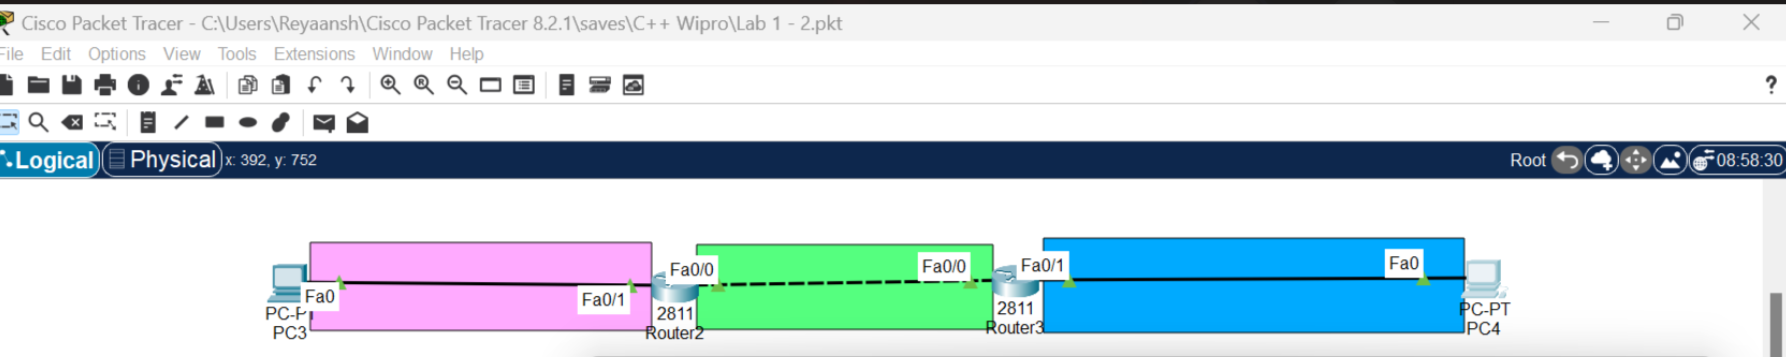 Cisco Packet Tracer - C:\Users\Reyaansh\Cisco Packet Tracer 8.2.1\saves\C++ Wipro\Lab 1 - 2.pkt
File Edit Options View Tools Extensions Window Help
?
Logical Physical x: 392, y: 752 Root 08:58:30
Fa0/0 Fa0/0 Fa0/1 Fa0
Fa0 Fa0/1
PC-P 2811 2811 PC-PT
PC3 Router2 Router3 PC4